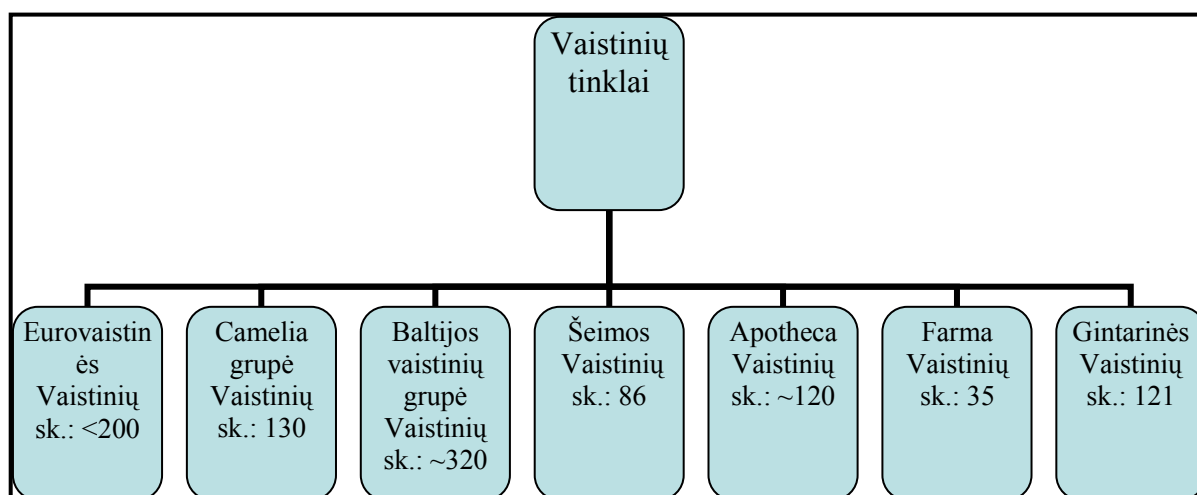 Vaistinių
tinklai
Eurovaistin
ės
Vaistinių
sk.: <200
Camelia
grupė
Vaistinių
sk.: 130
Baltijos
vaistinių
grupė
Vaistinių
sk.: ~320
Šeimos
Vaistinių
sk.: 86
Apotheca
Vaistinių
sk.: ~120
Farma
Vaistinių
sk.: 35
Gintarinės
Vaistinių
sk.: 121